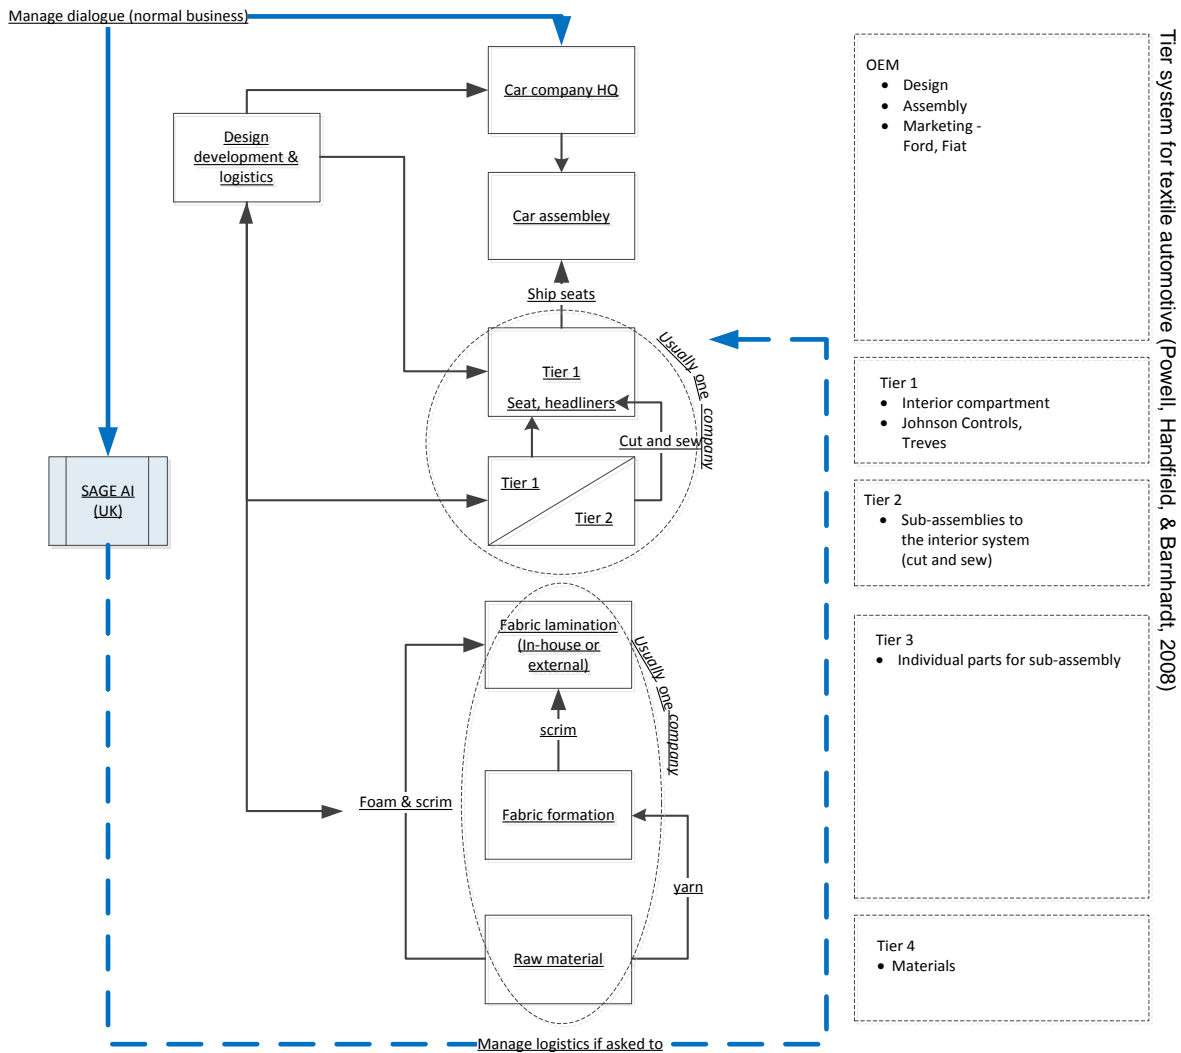 Manage dialogue (normal business)
Car company HQ
Design
development &
logistics
Car assembley
Ship seats
Tier 1
Seat, headliners
Usually one company
Cut and sew
Tier 1
Tier 2
SAGE AI
(UK)
Fabric lamination
(In-house or
external)
Usually one company
scrim
Foam & scrim
Fabric formation
yarn
Raw material
Manage logistics if asked to
OEM
• Design
• Assembly
• Marketing -
Ford, Fiat
Tier 1
• Interior compartment
• Johnson Controls,
Treves
Tier 2
• Sub-assemblies to
the interior system
(cut and sew)
Tier 3
• Individual parts for sub-assembly
Tier 4
• Materials
Tier system for textile automotive (Powell, Handfield, & Barnhardt, 2008)